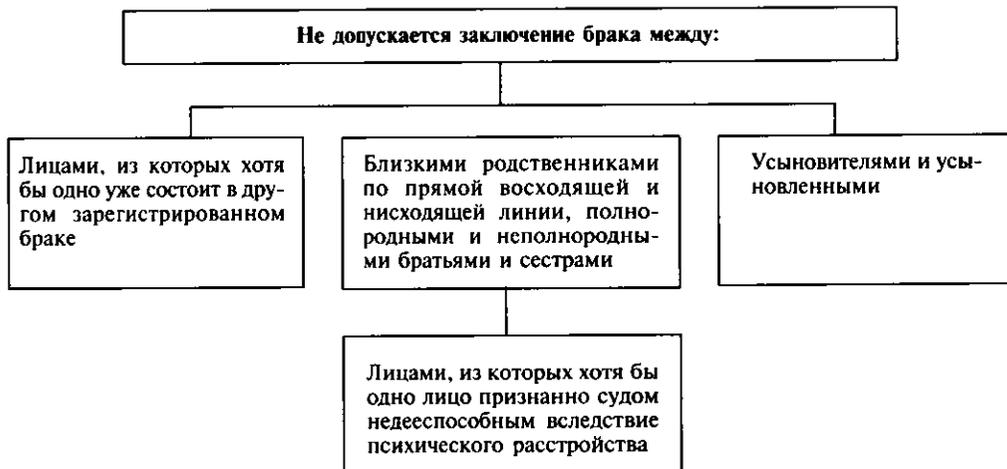 Не допускается заключение брака между:
Лицами, из которых хотя
бы одно уже состоит в дру-
гом зарегистрированном
браке
Близкими родственниками
по прямой восходящей и
нисходящей линии, полно-
родными и неполнородны-
ми братьями и сестрами
Усыновителями и усы-
новленными
Лицами, из которых хотя бы
одно лицо признанно судом
недееспособным вследствие
психического расстройства